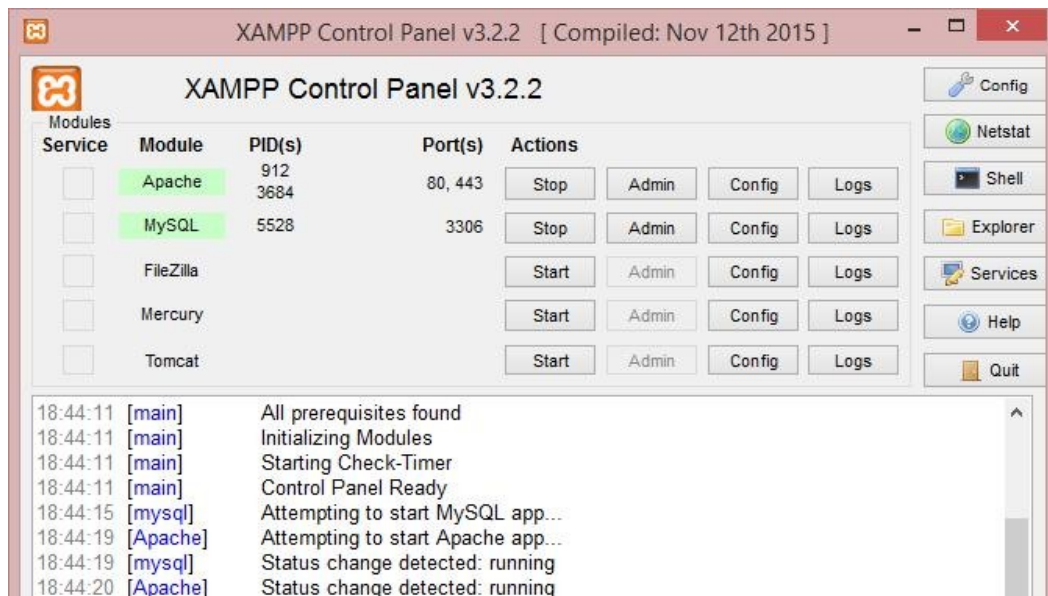 XAMPP Control Panel v3.2.2 [ Compiled: Nov 12th 2015 ]
XAMPP Control Panel v3.2.2
Config
Modules
Netstat
Service Module PID(s) Port(s) Actions
Apache 912 3684 80, 443 Stop Admin Config Logs
Shell
MySQL 5528 3306 Stop Admin Config Logs
Explorer
FileZilla Start Admin Config Logs
Services
Mercury Start Admin Config Logs
Help
Tomcat Start Admin Config Logs
Quit
18:44:11 [main] All prerequisites found
18:44:11 [main] Initializing Modules
18:44:11 [main] Starting Check-Timer
18:44:11 [main] Control Panel Ready
18:44:15 [mysql] Attempting to start MySQL app...
18:44:19 [Apache] Attempting to start Apache app...
18:44:19 [mysql] Status change detected: running
18:44:20 [Apache] Status change detected: running